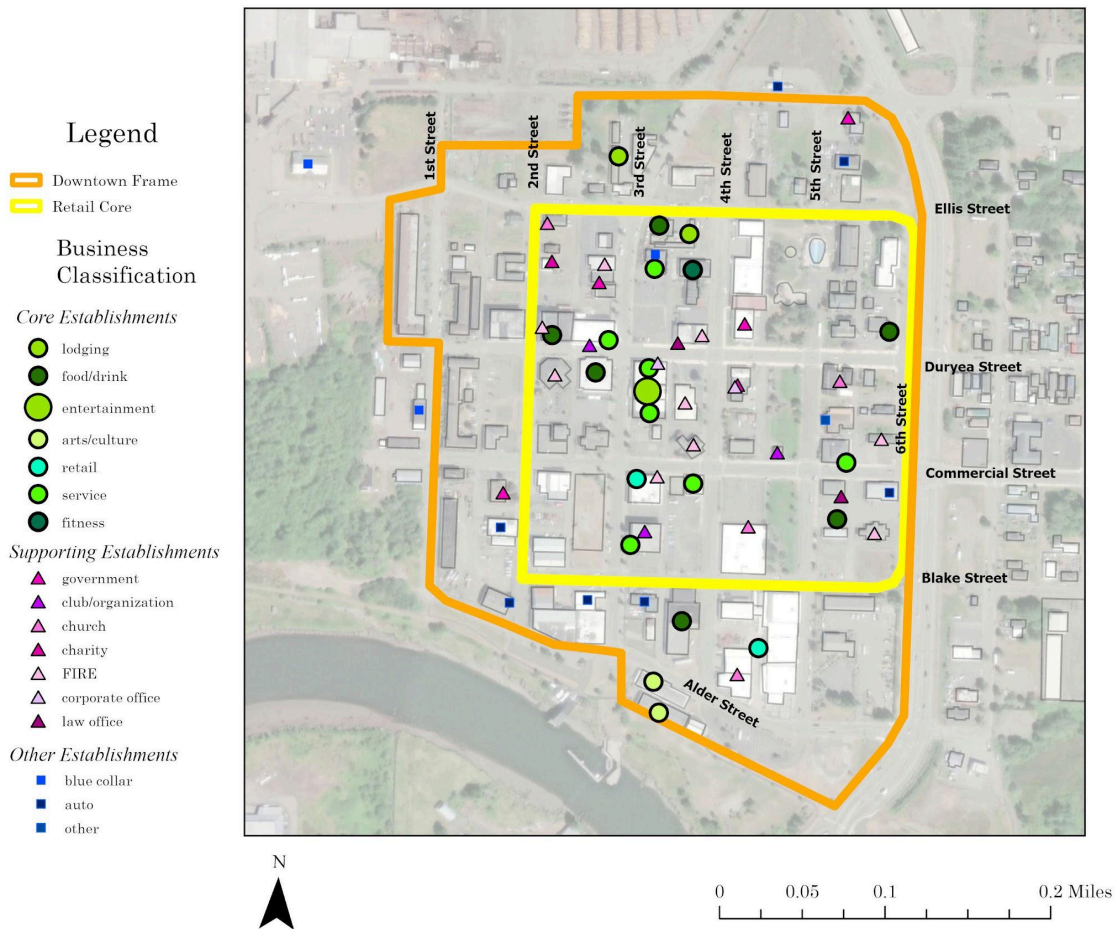 Legend
Downtown Frame
Retail Core
Business
Classification
Core Establishments
lodging
food/drink
entertainment
arts/culture
retail
service
fitness
Supporting Establishments
government
club/organization
church
charity
FIRE
corporate office
law office
Other Establishments
blue collar
auto
other
1st Street
2nd Street
3rd Street
4th Street
5th Street
6th Street
Ellis Street
Duryea Street
Commercial Street
Blake Street
Alder Street
N
0 0.05 0.1 0.2 Miles